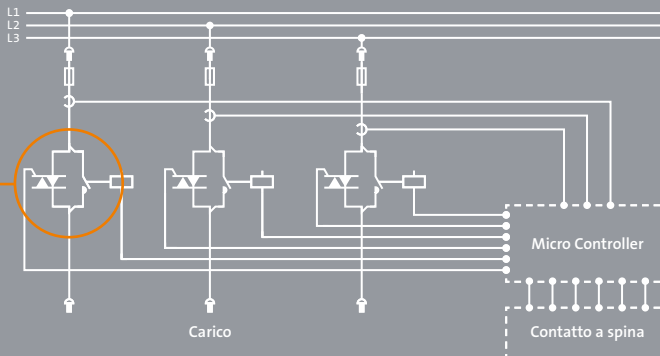 L1
L2
L3
Micro Controller
Carico
Contatto a spina